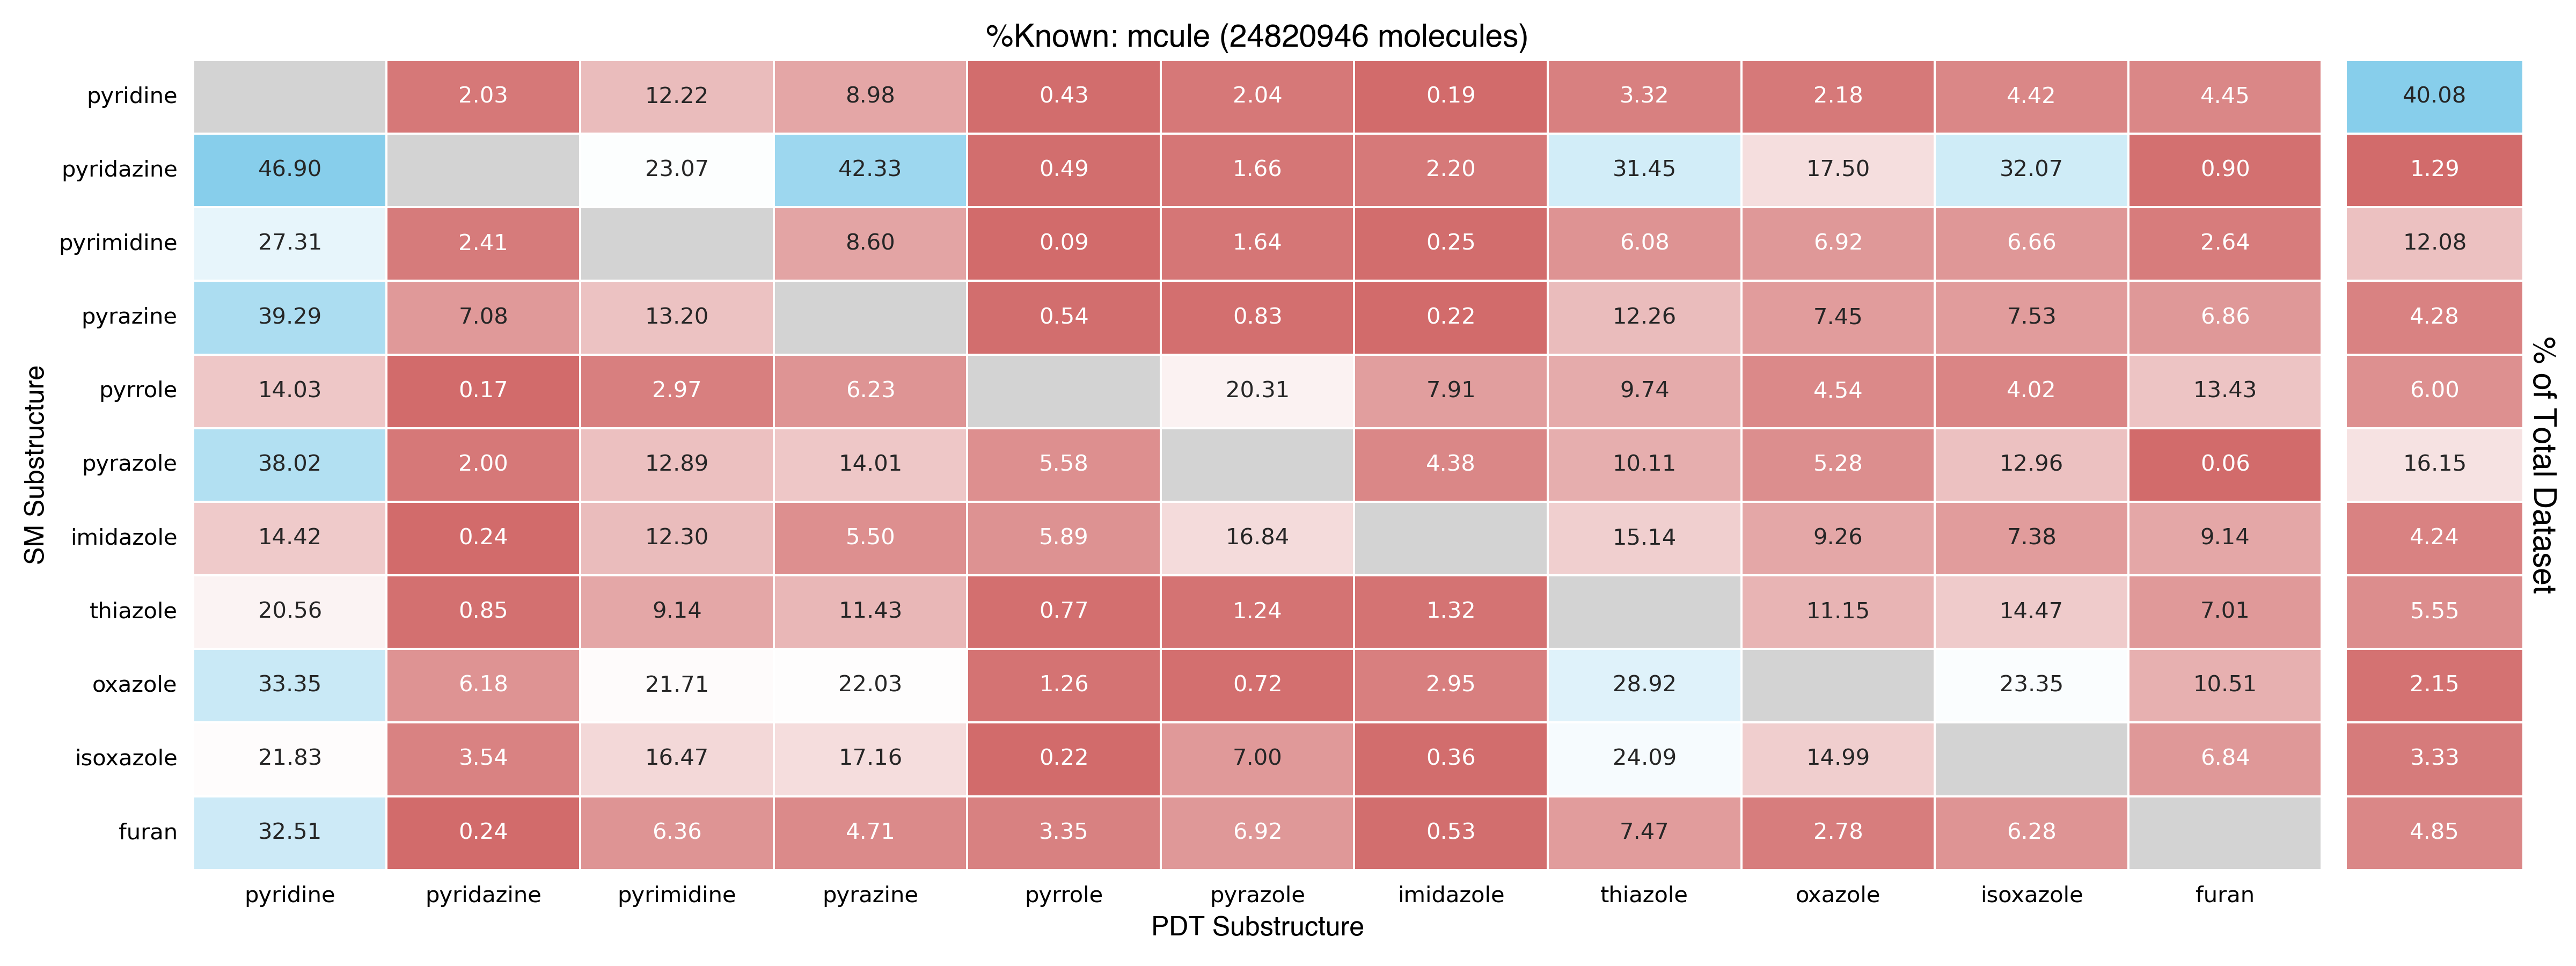 %Known: mcule (24820946 molecules)
pyridine 2.03 12.22 8.98 0.43 2.04 0.19 3.32 2.18 4.42 4.45 40.08
pyridazine 46.90 23.07 42.33 0.49 1.66 2.20 31.45 17.50 32.07 0.90 1.29
pyrimidine 27.31 2.41 8.60 0.09 1.64 0.25 6.08 6.92 6.66 2.64 12.08
pyrazine 39.29 7.08 13.20 0.54 0.83 0.22 12.26 7.45 7.53 6.86 4.28
pyrrole 14.03 0.17 2.97 6.23 20.31 7.91 9.74 4.54 4.02 13.43 6.00
pyrazole 38.02 2.00 12.89 14.01 5.58 4.38 10.11 5.28 12.96 0.06 16.15
imidazole 14.42 0.24 12.30 5.50 5.89 16.84 15.14 9.26 7.38 9.14 4.24
thiazole 20.56 0.85 9.14 11.43 0.77 1.24 1.32 11.15 14.47 7.01 5.55
oxazole 33.35 6.18 21.71 22.03 1.26 0.72 2.95 28.92 23.35 10.51 2.15
isoxazole 21.83 3.54 16.47 17.16 0.22 7.00 0.36 24.09 14.99 6.84 3.33
furan 32.51 0.24 6.36 4.71 3.35 6.92 0.53 7.47 2.78 6.28 4.85
pyridine pyridazine pyrimidine pyrazine pyrrole pyrazole imidazole thiazole oxazole isoxazole furan
PDT Substructure
SM Substructure
% of Total Dataset